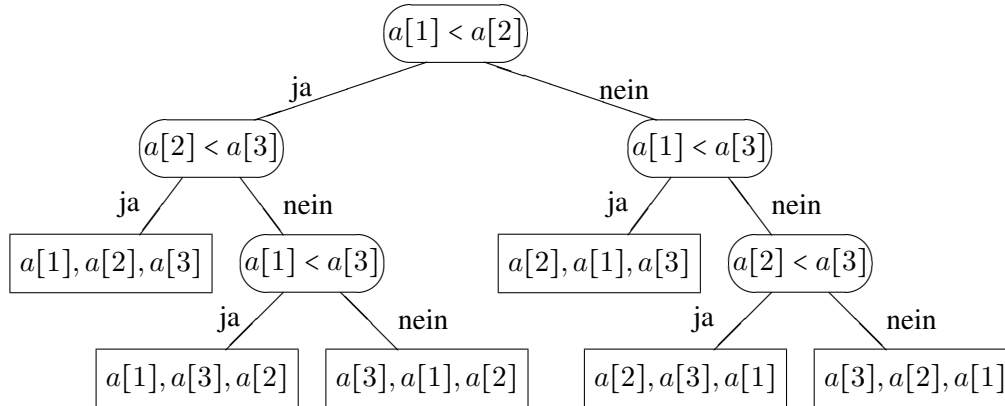 a[1] < a[2]
ja nein
a[2] < a[3] a[1] < a[3]
ja nein ja nein
a[1], a[2], a[3] a[1] < a[3] a[2], a[1], a[3] a[2] < a[3]
ja nein ja nein
a[1], a[3], a[2] a[3], a[1], a[2] a[2], a[3], a[1] a[3], a[2], a[1]